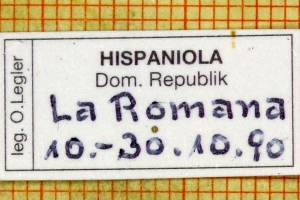 leg. O.Legler
HISPANIOLA
Dom. Republik
La Romana
10.-30.10.90